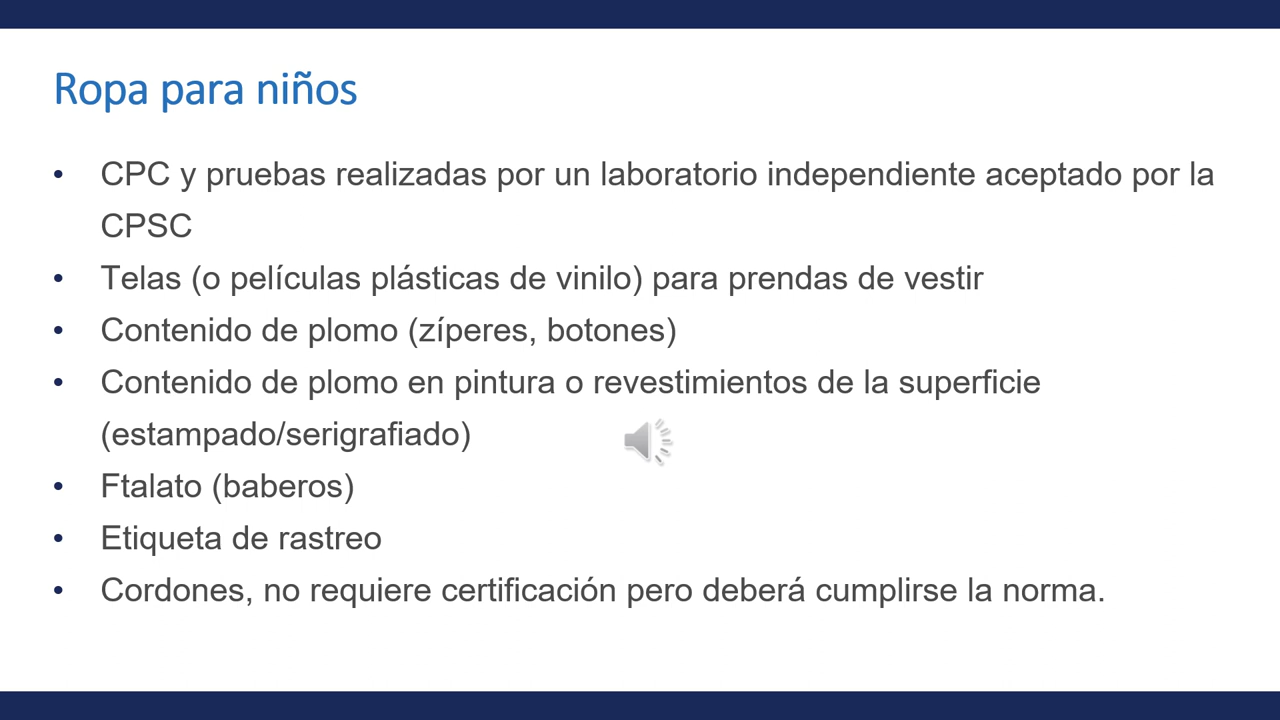 Ropa para niños
• CPC y pruebas realizadas por un laboratorio independiente aceptado por la
CPSC
• Telas (o películas plásticas de vinilo) para prendas de vestir
• Contenido de plomo (zíperes, botones)
• Contenido de plomo en pintura o revestimientos de la superficie
(estampado/serigrafiado)
• Ftalato (baberos)
• Etiqueta de rastreo
• Cordones, no requiere certificación pero deberá cumplirse la norma.